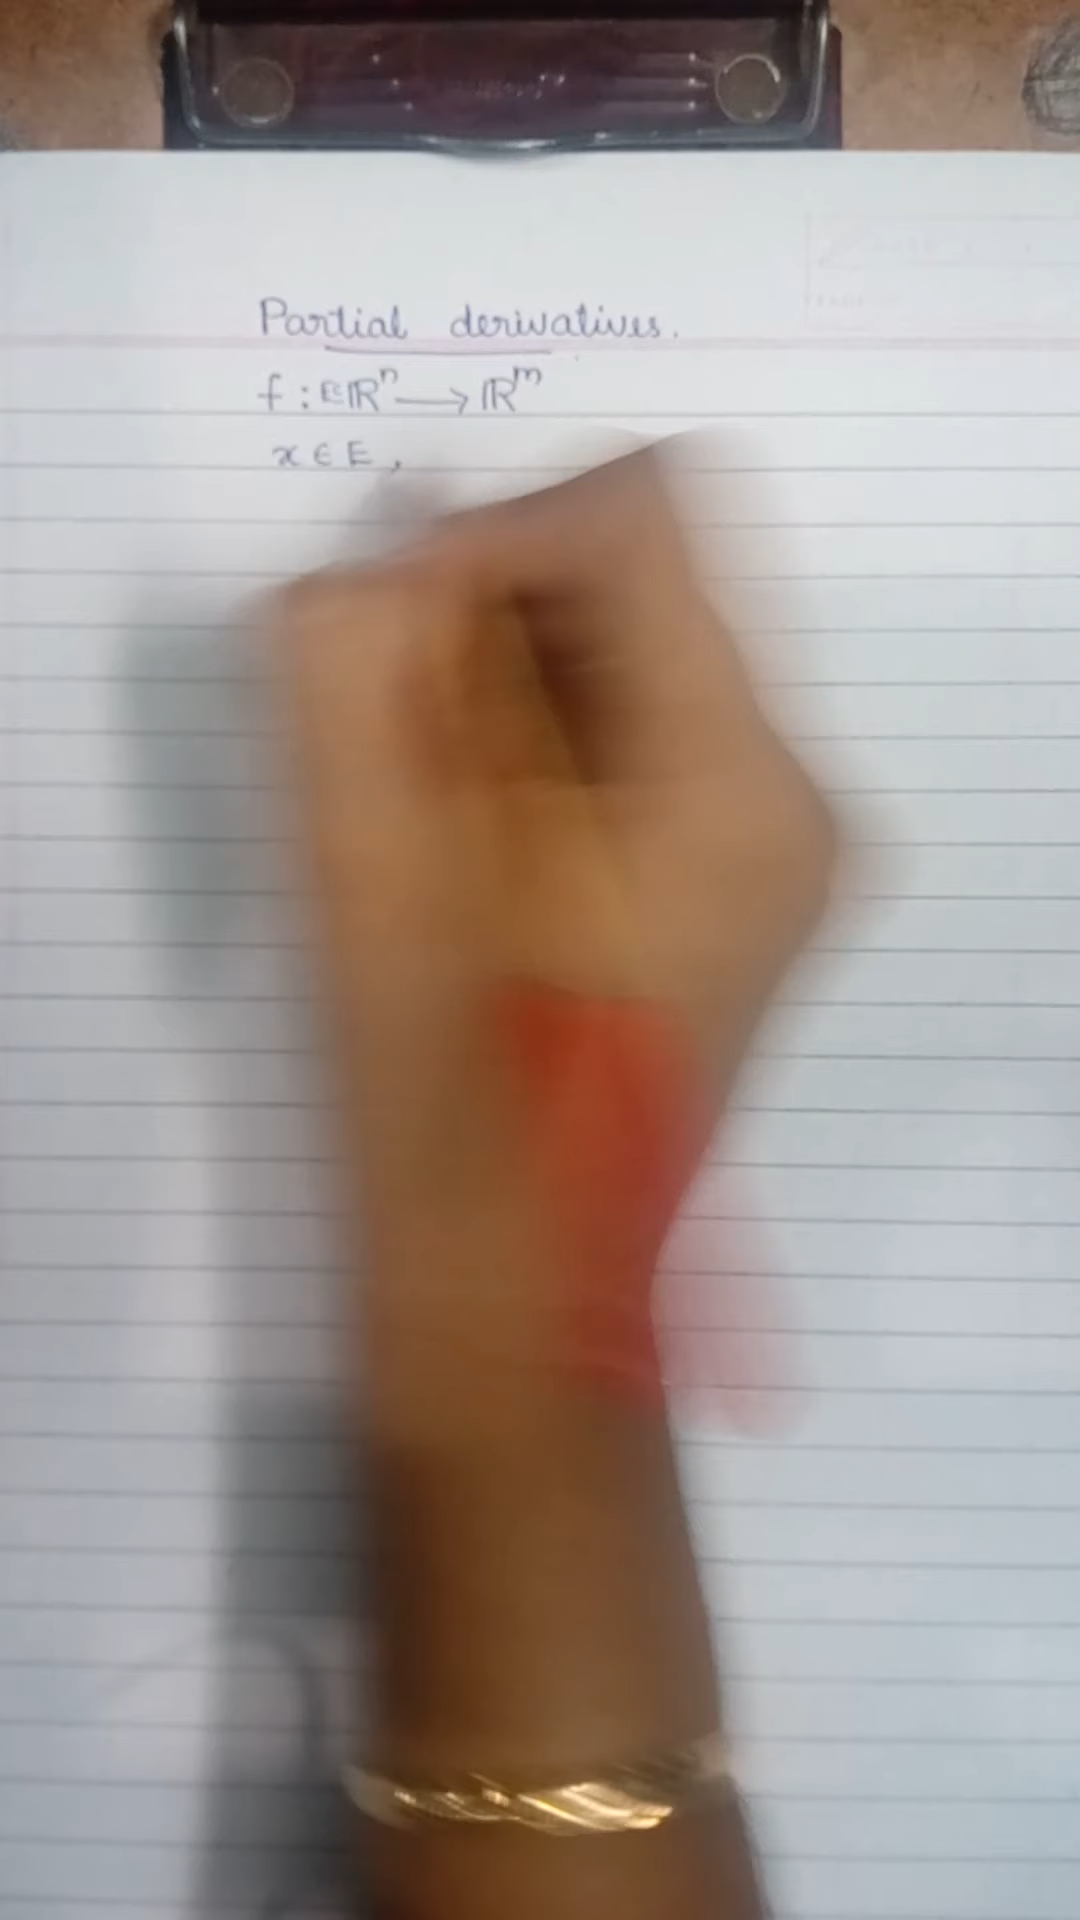 Partial derivatives.
f : E ℝⁿ ⟶ ℝᵐ
x ∈ E,